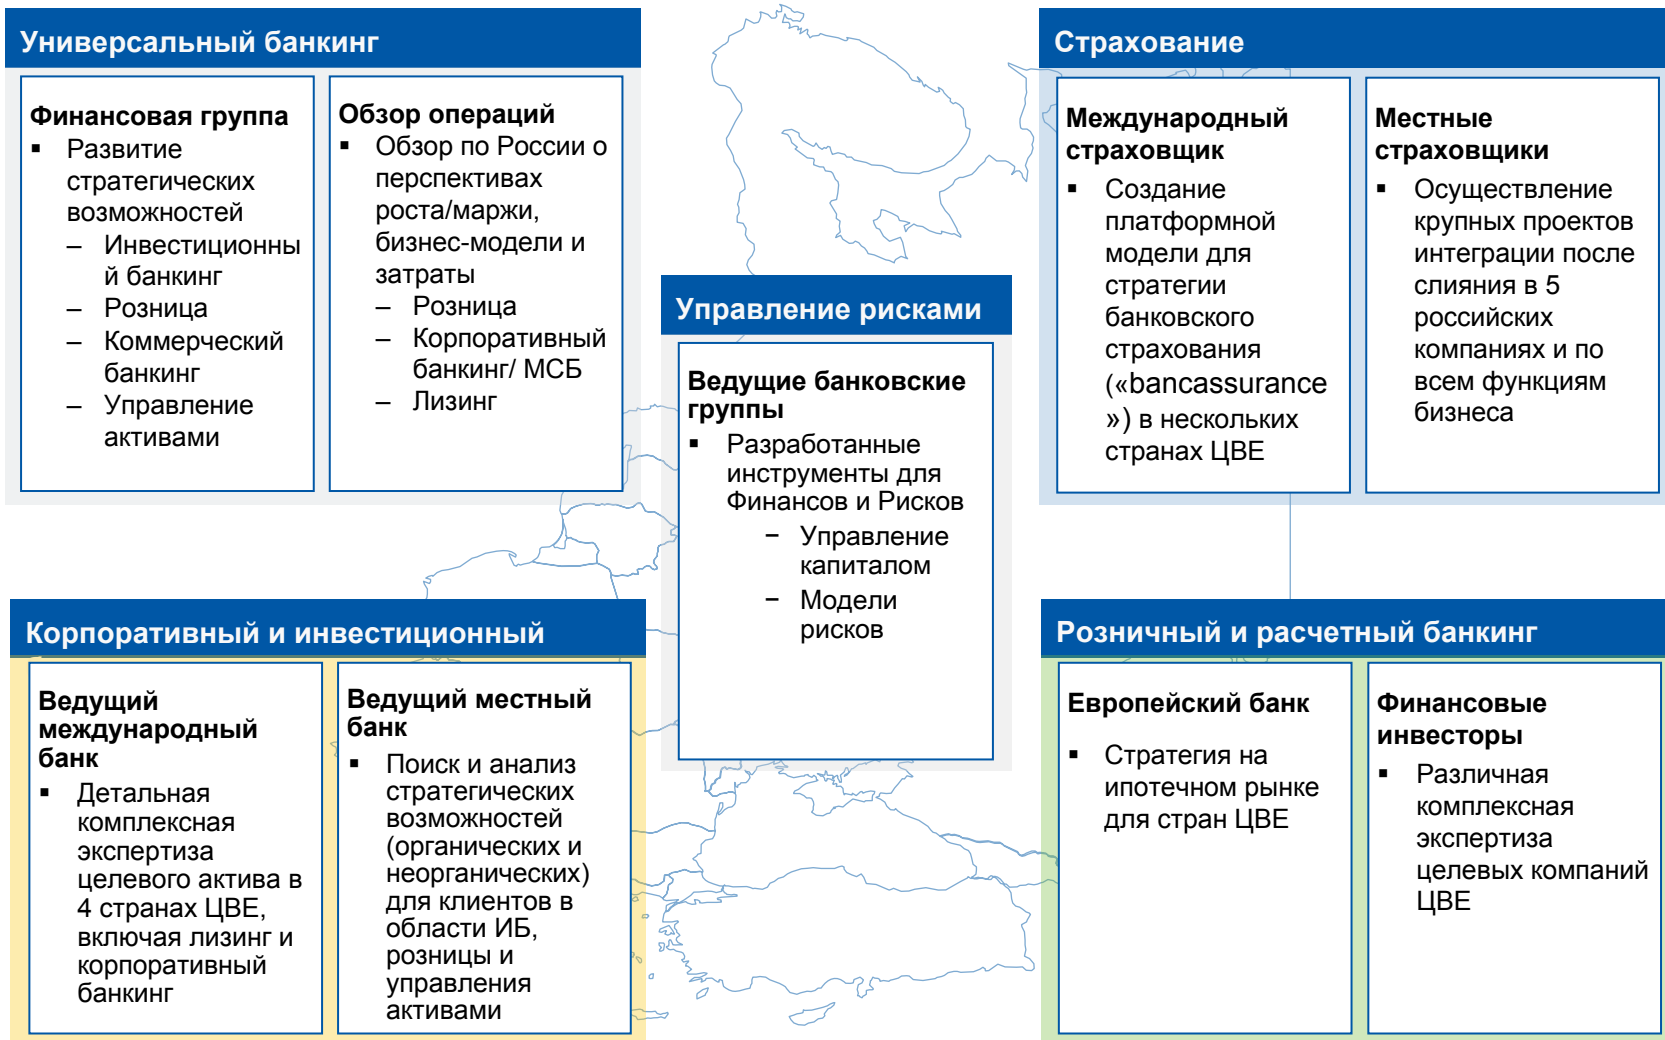 Универсальный банкинг
Финансовая группа
▪ Развитие
стратегических
возможностей
– Инвестиционны
й банкинг
– Розница
– Коммерческий
банкинг
– Управление
активами
Обзор операций
▪ Обзор по России о
перспективах
роста/маржи,
бизнес-модели и
затраты
– Розница
– Корпоративный
банкинг/ МСБ
– Лизинг
Страхование
Международный
страховщик
▪ Создание
платформной
модели для
стратегии
банковского
страхования
(«bancassurance
») в нескольких
странах ЦВЕ
Местные
страховщики
▪ Осуществление
крупных проектов
интеграции после
слияния в 5
российских
компаниях и по
всем функциям
бизнеса
Управление рисками
Ведущие банковские
группы
▪ Разработанные
инструменты для
Финансов и Рисков
− Управление
капиталом
− Модели
рисков
Корпоративный и инвестиционный
Ведущий
международный
банк
▪ Детальная
комплексная
экспертиза
целевого актива в
4 странах ЦВЕ,
включая лизинг и
корпоративный
банкинг
Ведущий местный
банк
▪ Поиск и анализ
стратегических
возможностей
(органических и
неорганических)
для клиентов в
области ИБ,
розницы и
управления
активами
Розничный и расчетный банкинг
Европейский банк
▪ Стратегия на
ипотечном рынке
для стран ЦВЕ
Финансовые
инвесторы
▪ Различная
комплексная
экспертиза
целевых компаний
ЦВЕ